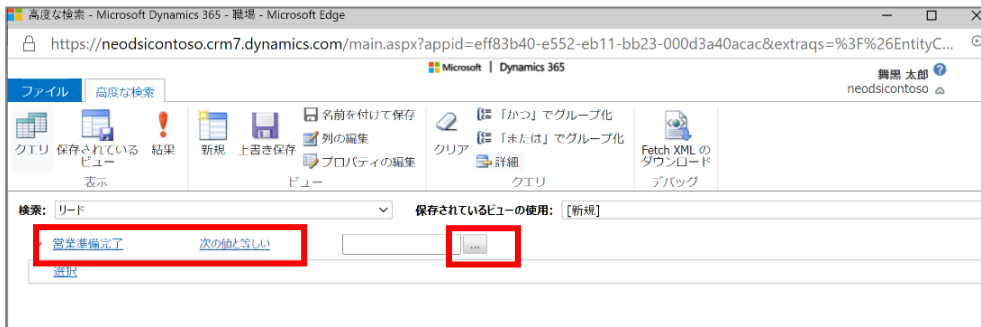 高度な検索 - Microsoft Dynamics 365 - 職場 - Microsoft Edge
https://neodsicontoso.crm7.dynamics.com/main.aspx?appid=eff83b40-e552-eb11-bb23-000d3a40acac&extraqs=%3F%26EntityC...
Microsoft | Dynamics 365
舞黒 太郎
neodsicontoso
ファイル 高度な検索
クエリ 保存されている ビュー 結果 新規 上書き保存 名前を付けて保存 列の編集 プロパティの編集 クリア 「かつ」でグループ化 「または」でグループ化 詳細 Fetch XML の ダウンロード
表示 ビュー クエリ デバッグ
検索: リード 保存されているビューの使用: [新規]
営業準備完了 次の値と等しい ...
選択